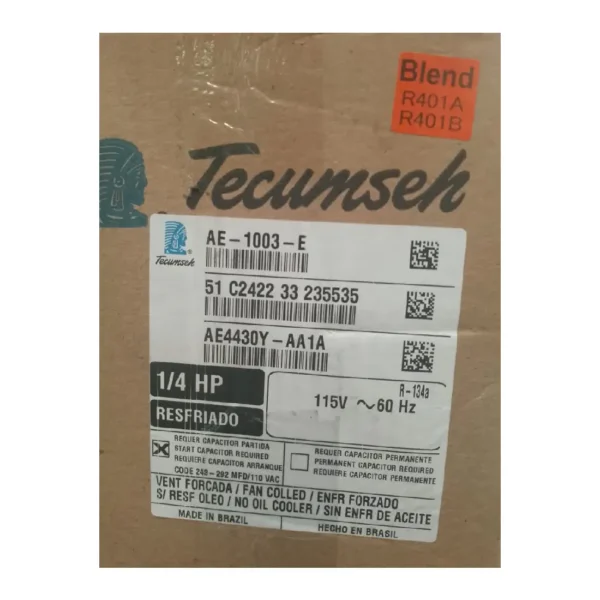 Blend
R401A
R401B
Tecumseh
Tecumseh
AE-1003-E
51 C2422 33 235535
AE4430Y-AA1A
1/4 HP
RESFRIADO
R-134a
115V ~60 Hz
REQUER CAPACITOR PARTIDA
START CAPACITOR REQUIRED
REQUIERE CAPACITOR ARRANQUE
CODE 243-292 MFD/110 VAC
REQUER CAPACITOR PERMANENTE
PERMANENT CAPACITOR REQUIRED
REQUIERE CAPACITOR PERMANENTE
VENT FORCADA / FAN COLLED / ENFR FORZADO
S/ RESF OLEO / NO OIL COOLER / SIN ENFR DE ACEITE
MADE IN BRAZIL
HECHO EN BRASIL